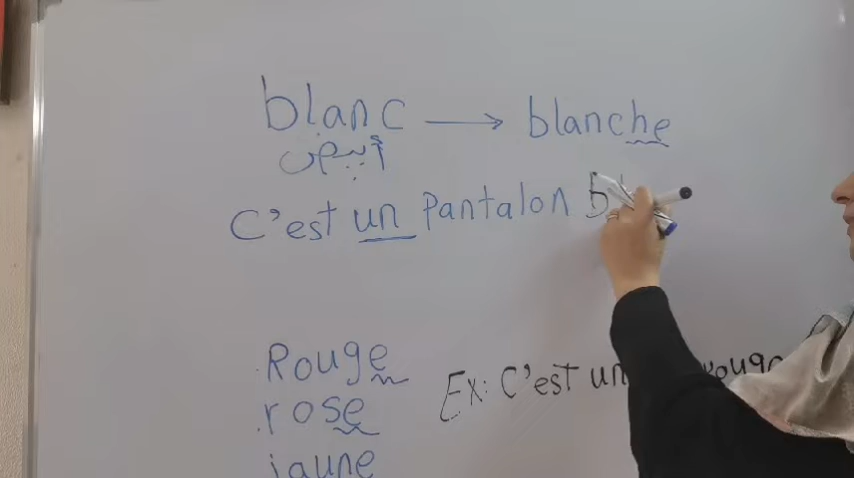 blanc → blanche
أبيض
C'est un Pantalon
Rouge
rose
jaune
Ex: C'est un